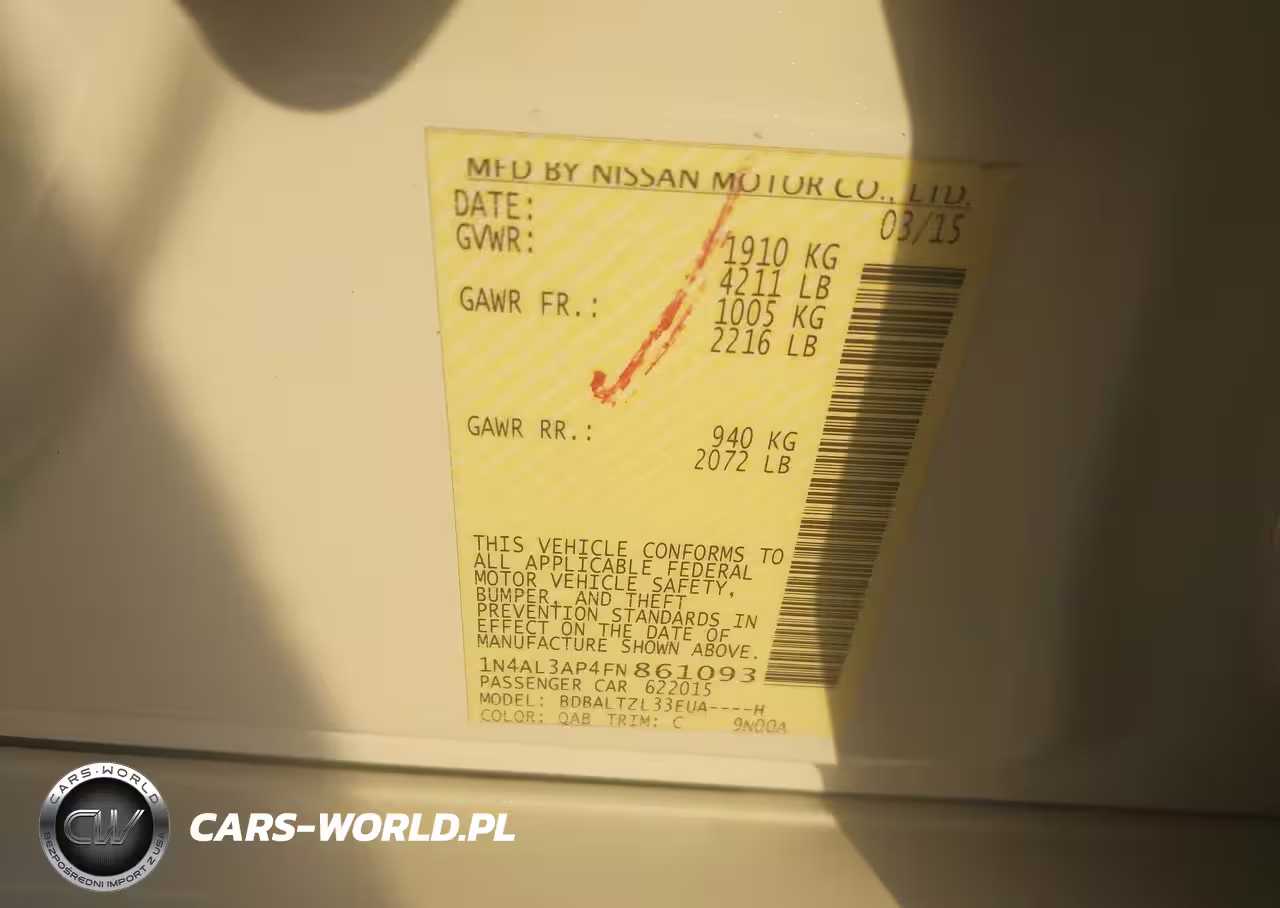 MFD BY NISSAN MOTOR CO., LTD.
DATE: 03/15
GVWR: 1910 KG
4211 LB
GAWR FR.: 1005 KG
2216 LB
GAWR RR.: 940 KG
2072 LB
THIS VEHICLE CONFORMS TO
ALL APPLICABLE FEDERAL
MOTOR VEHICLE SAFETY,
BUMPER, AND THEFT
PREVENTION STANDARDS IN
EFFECT ON THE DATE OF
MANUFACTURE SHOWN ABOVE.
1N4AL3AP4FN861093
PASSENGER CAR 622015
MODEL: BDBALTZL33EUA----H
COLOR: QAB TRIM: C 9N00A
CARS-WORLD
CW
BEZPOŚREDNI IMPORT Z USA
CARS-WORLD.PL